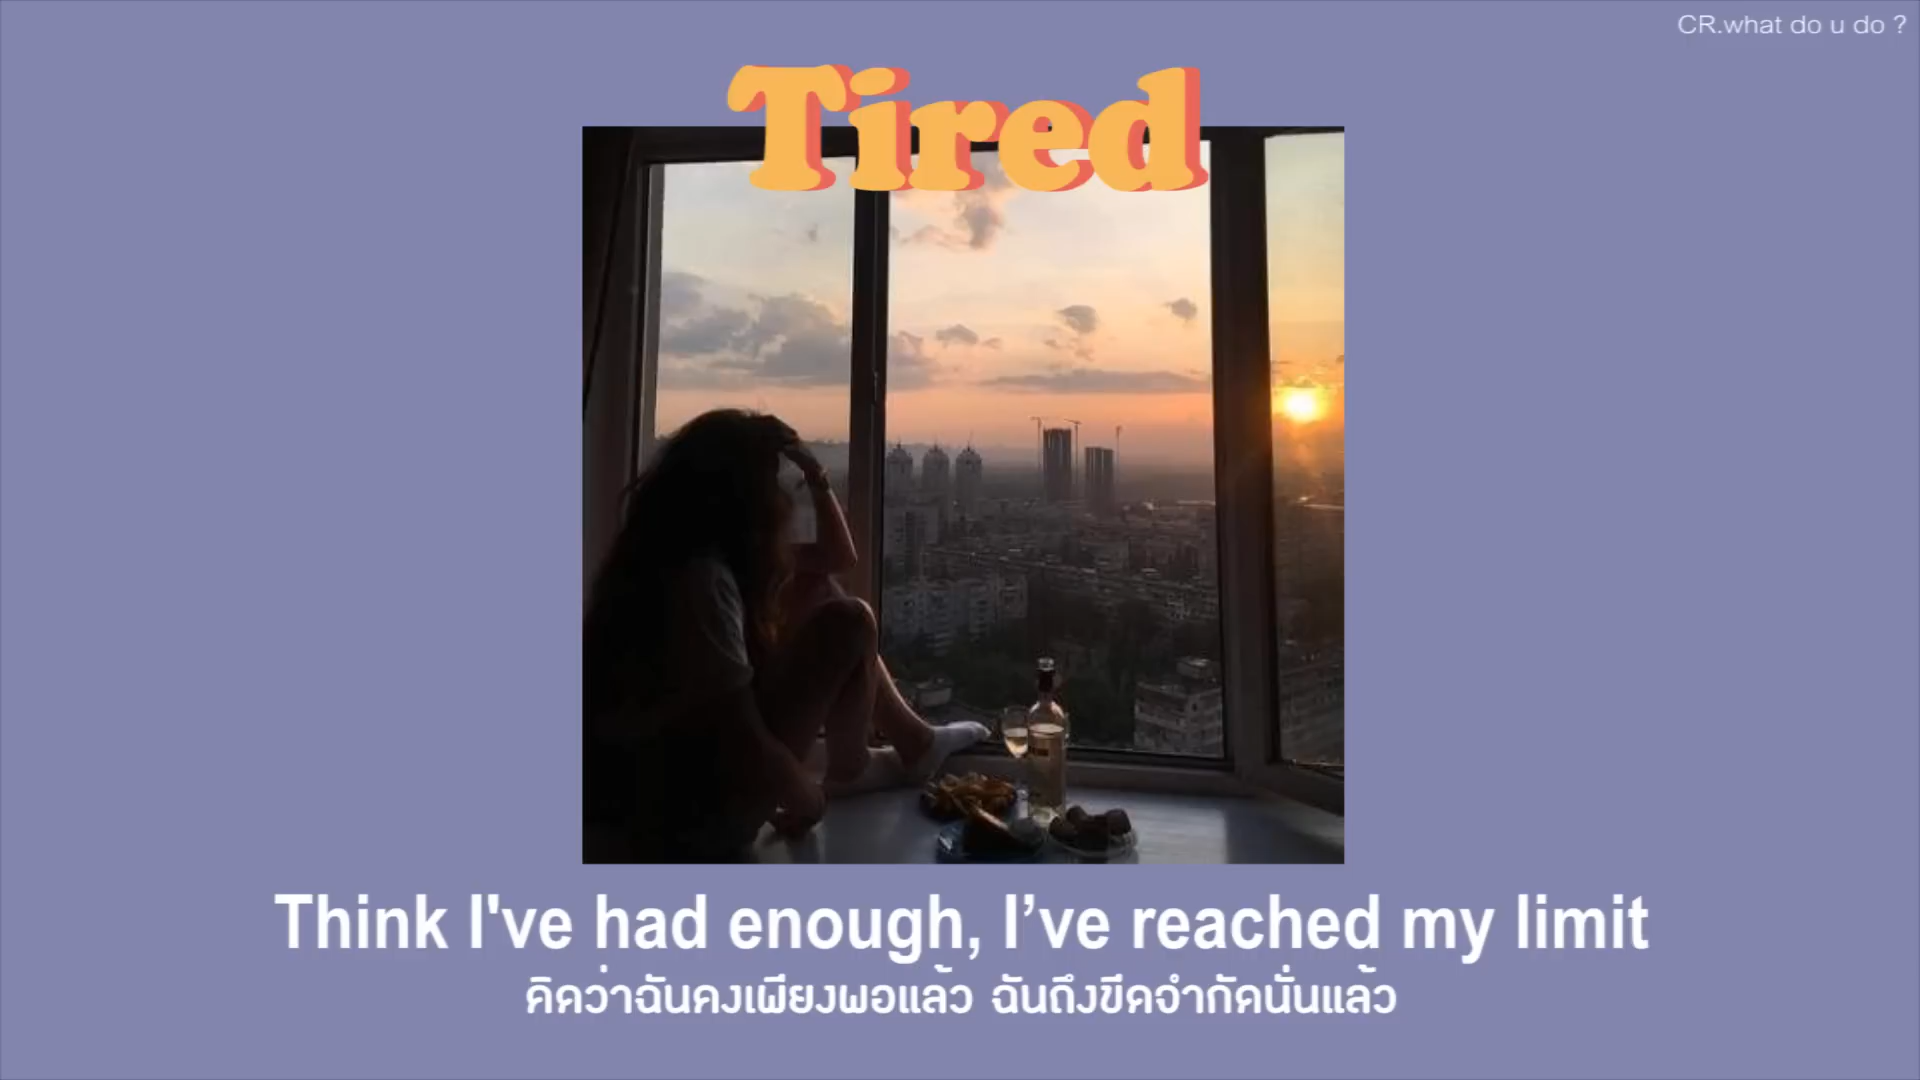 CR.what do u do ?
Tired
Think I've had enough, I’ve reached my limit
คิดว่าฉันคงเพียงพอแล้ว ฉันถึงขีดจำกัดนั่นแล้ว